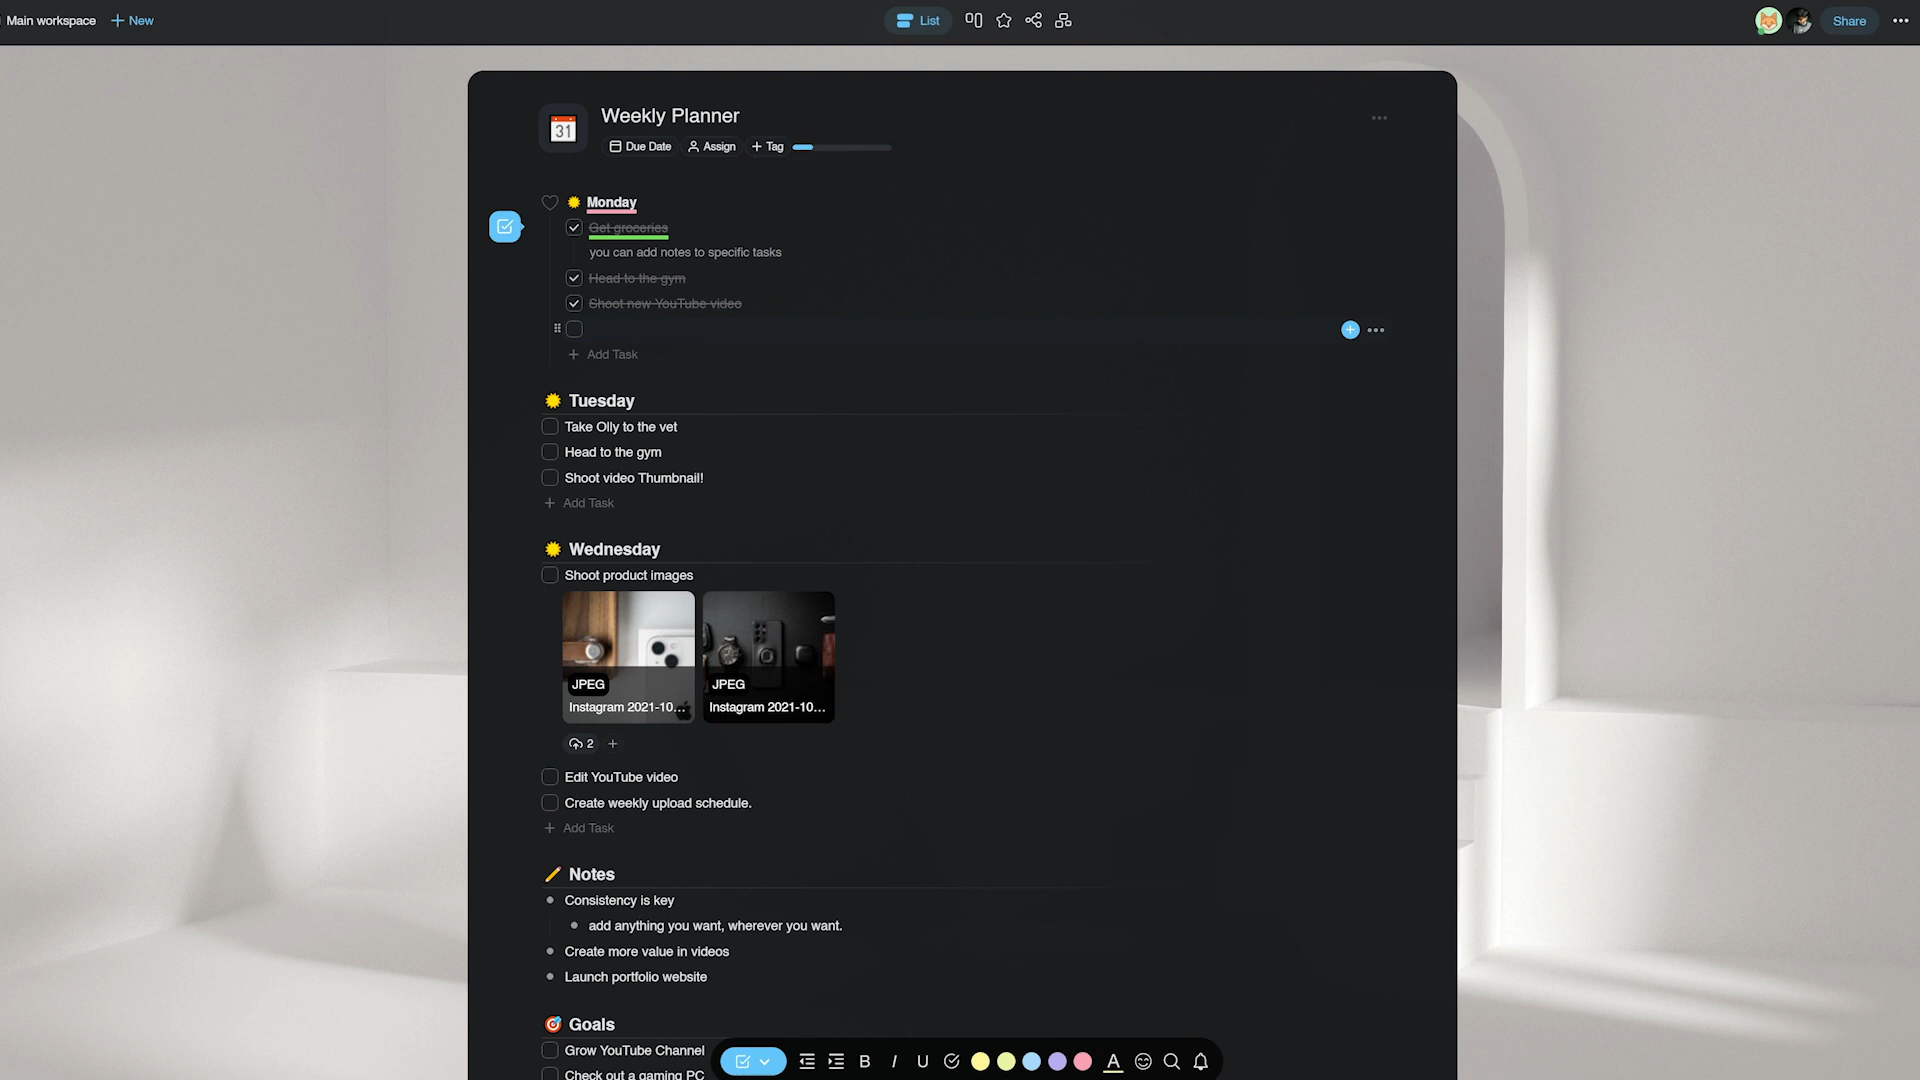 Main workspace + New List Share
31 Weekly Planner
Due Date Assign + Tag
Monday
Get groceries
you can add notes to specific tasks
Head to the gym
Shoot new YouTube video
+ Add Task
Tuesday
Take Olly to the vet
Head to the gym
Shoot video Thumbnail!
+ Add Task
Wednesday
Shoot product images
JPEG JPEG
Instagram 2021-10... Instagram 2021-10...
2 +
Edit YouTube video
Create weekly upload schedule.
+ Add Task
Notes
Consistency is key
add anything you want, wherever you want.
Create more value in videos
Launch portfolio website
Goals
Grow YouTube Channel
B I U A
Check out a gaming PC